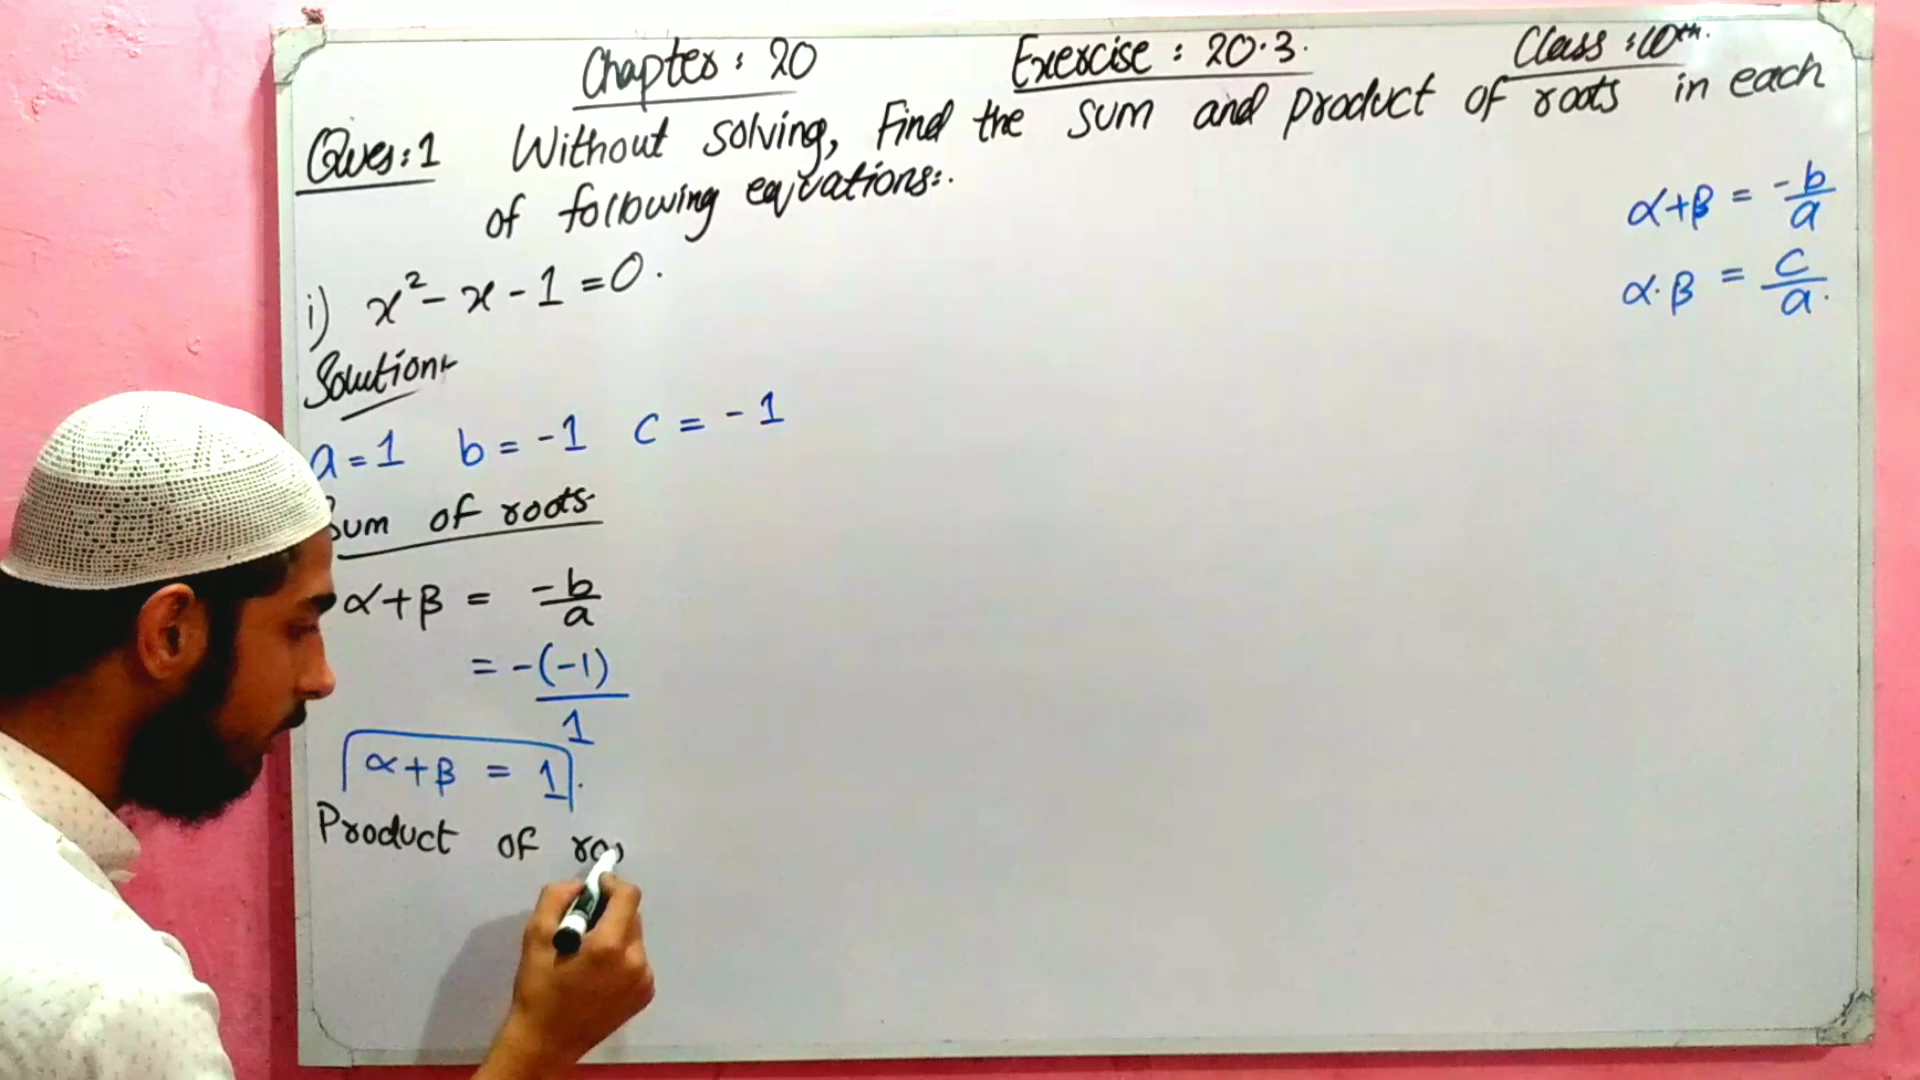 Chapter: 20 Exercise: 20.3. Class: 10th.
Ques:1 Without solving, Find the sum and product of roots in each
of following equations:.
α+β = -b/a
α.β = c/a.
i) x² - x - 1 = 0.
Solution:-
a = 1 b = -1 c = -1
Sum of roots
α+β = -b/a
= -(-1)/1
α+β = 1.
Product of